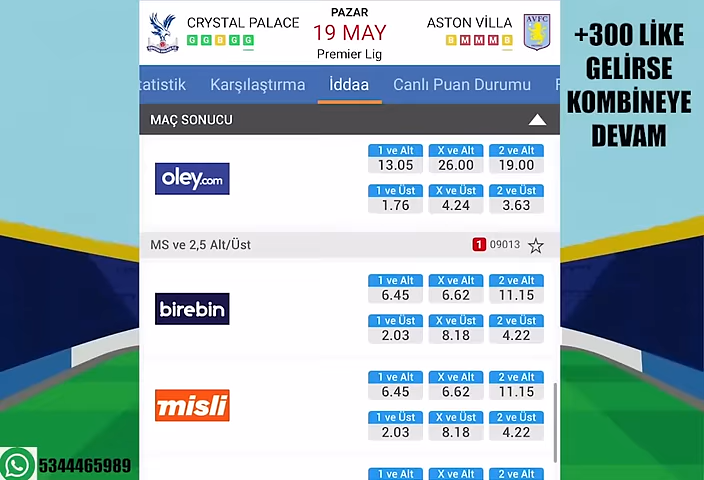 CRYSTAL PALACE
G G B G G
PAZAR
19 MAY
Premier Lig
ASTON VİLLA
B M M M B
AVFC
+300 LİKE
GELİRSE
KOMBİNEYE
DEVAM
tatistik Karşılaştırma İddaa Canlı Puan Durumu F
MAÇ SONUCU
oley.com
1 ve Alt X ve Alt 2 ve Alt
13.05 26.00 19.00
1 ve Üst X ve Üst 2 ve Üst
1.76 4.24 3.63
MS ve 2,5 Alt/Üst 1 09013
birebin
1 ve Alt X ve Alt 2 ve Alt
6.45 6.62 11.15
1 ve Üst X ve Üst 2 ve Üst
2.03 8.18 4.22
misli
1 ve Alt X ve Alt 2 ve Alt
6.45 6.62 11.15
1 ve Üst X ve Üst 2 ve Üst
2.03 8.18 4.22
1 ve Alt X ve Alt 2 ve Alt
5344465989